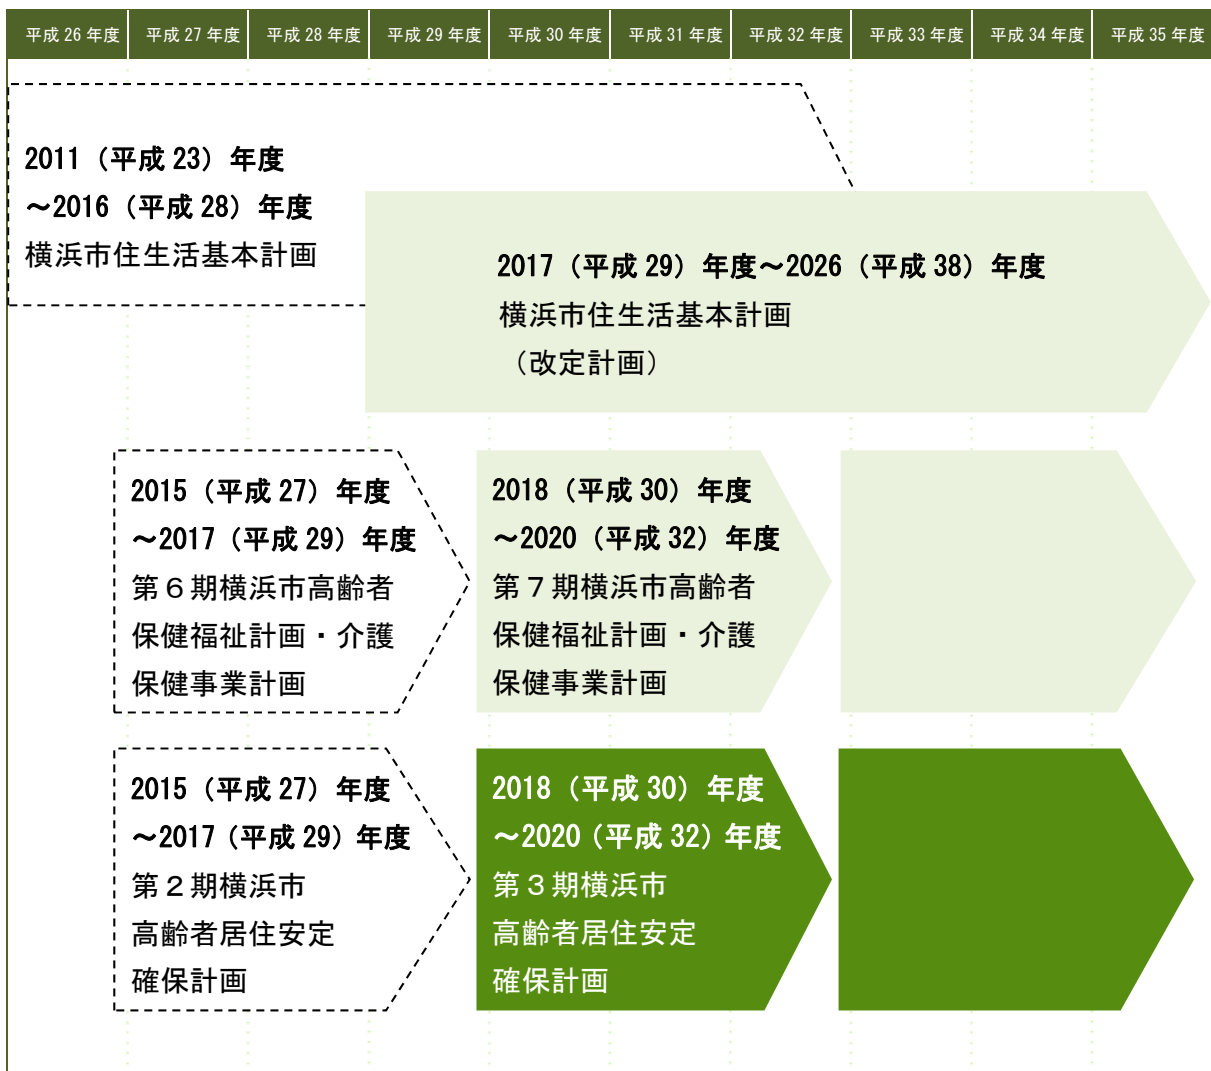 平成 26 年度
平成 27 年度
平成 28 年度
平成 29 年度
平成 30 年度
平成 31 年度
平成 32 年度
平成 33 年度
平成 34 年度
平成 35 年度
2011（平成 23）年度
～2016（平成 28）年度
横浜市住生活基本計画
2017（平成 29）年度～2026（平成 38）年度
横浜市住生活基本計画
（改定計画）
2015（平成 27）年度
～2017（平成 29）年度
第６期横浜市高齢者
保健福祉計画・介護
保健事業計画
2018（平成 30）年度
～2020（平成 32）年度
第７期横浜市高齢者
保健福祉計画・介護
保健事業計画
2015（平成 27）年度
～2017（平成 29）年度
第２期横浜市
高齢者居住安定
確保計画
2018（平成 30）年度
～2020（平成 32）年度
第３期横浜市
高齢者居住安定
確保計画